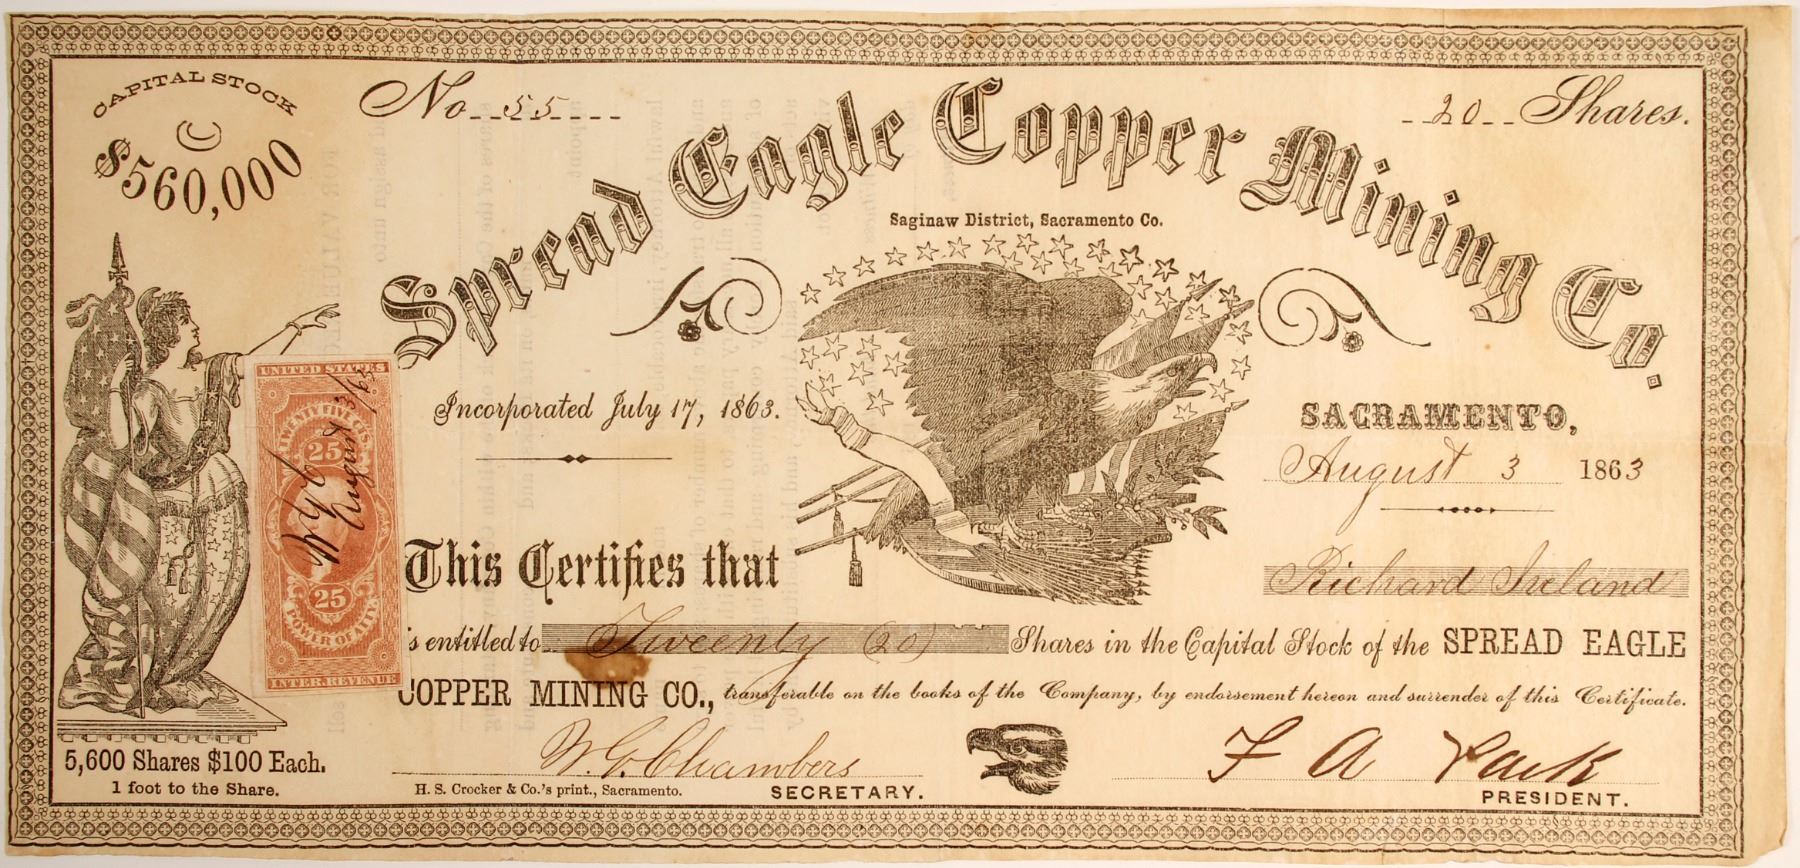 CAPITAL STOCK
$560,000
No 55
20 Shares.
Spread Eagle Copper Mining Co.
Saginaw District, Sacramento Co.
Incorporated July 17, 1863.
SACRAMENTO,
August 3 1863
UNITED STATES
TWENTY FIVE CTS
25
25
POWER OF ATT'Y
INTER. REVENUE
This Certifies that
Richard Ireland
is entitled to Tweenty (20) Shares in the Capital Stock of the SPREAD EAGLE
COPPER MINING CO., transferable on the books of the Company, by endorsement hereon and surrender of this Certificate.
5,600 Shares $100 Each.
1 foot to the Share.
W. G. Chambers
F A Park
H. S. Crocker & Co.'s print., Sacramento.
SECRETARY.
PRESIDENT.